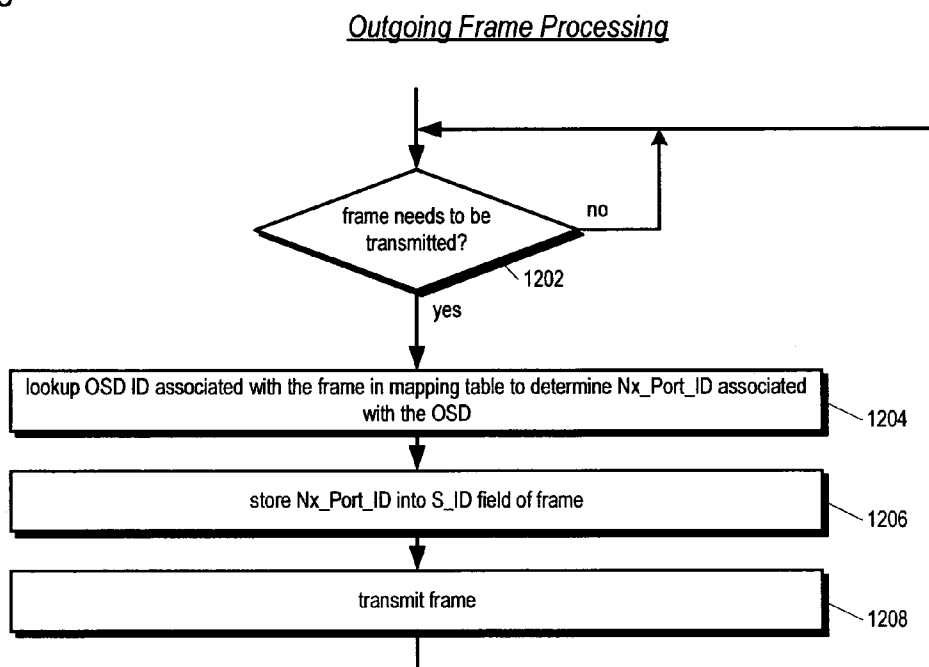 Outgoing Frame Processing
frame needs to be
transmitted?
no
1202
yes
lookup OSD ID associated with the frame in mapping table to determine Nx_Port_ID associated
with the OSD
1204
store Nx_Port_ID into S_ID field of frame
1206
transmit frame
1208